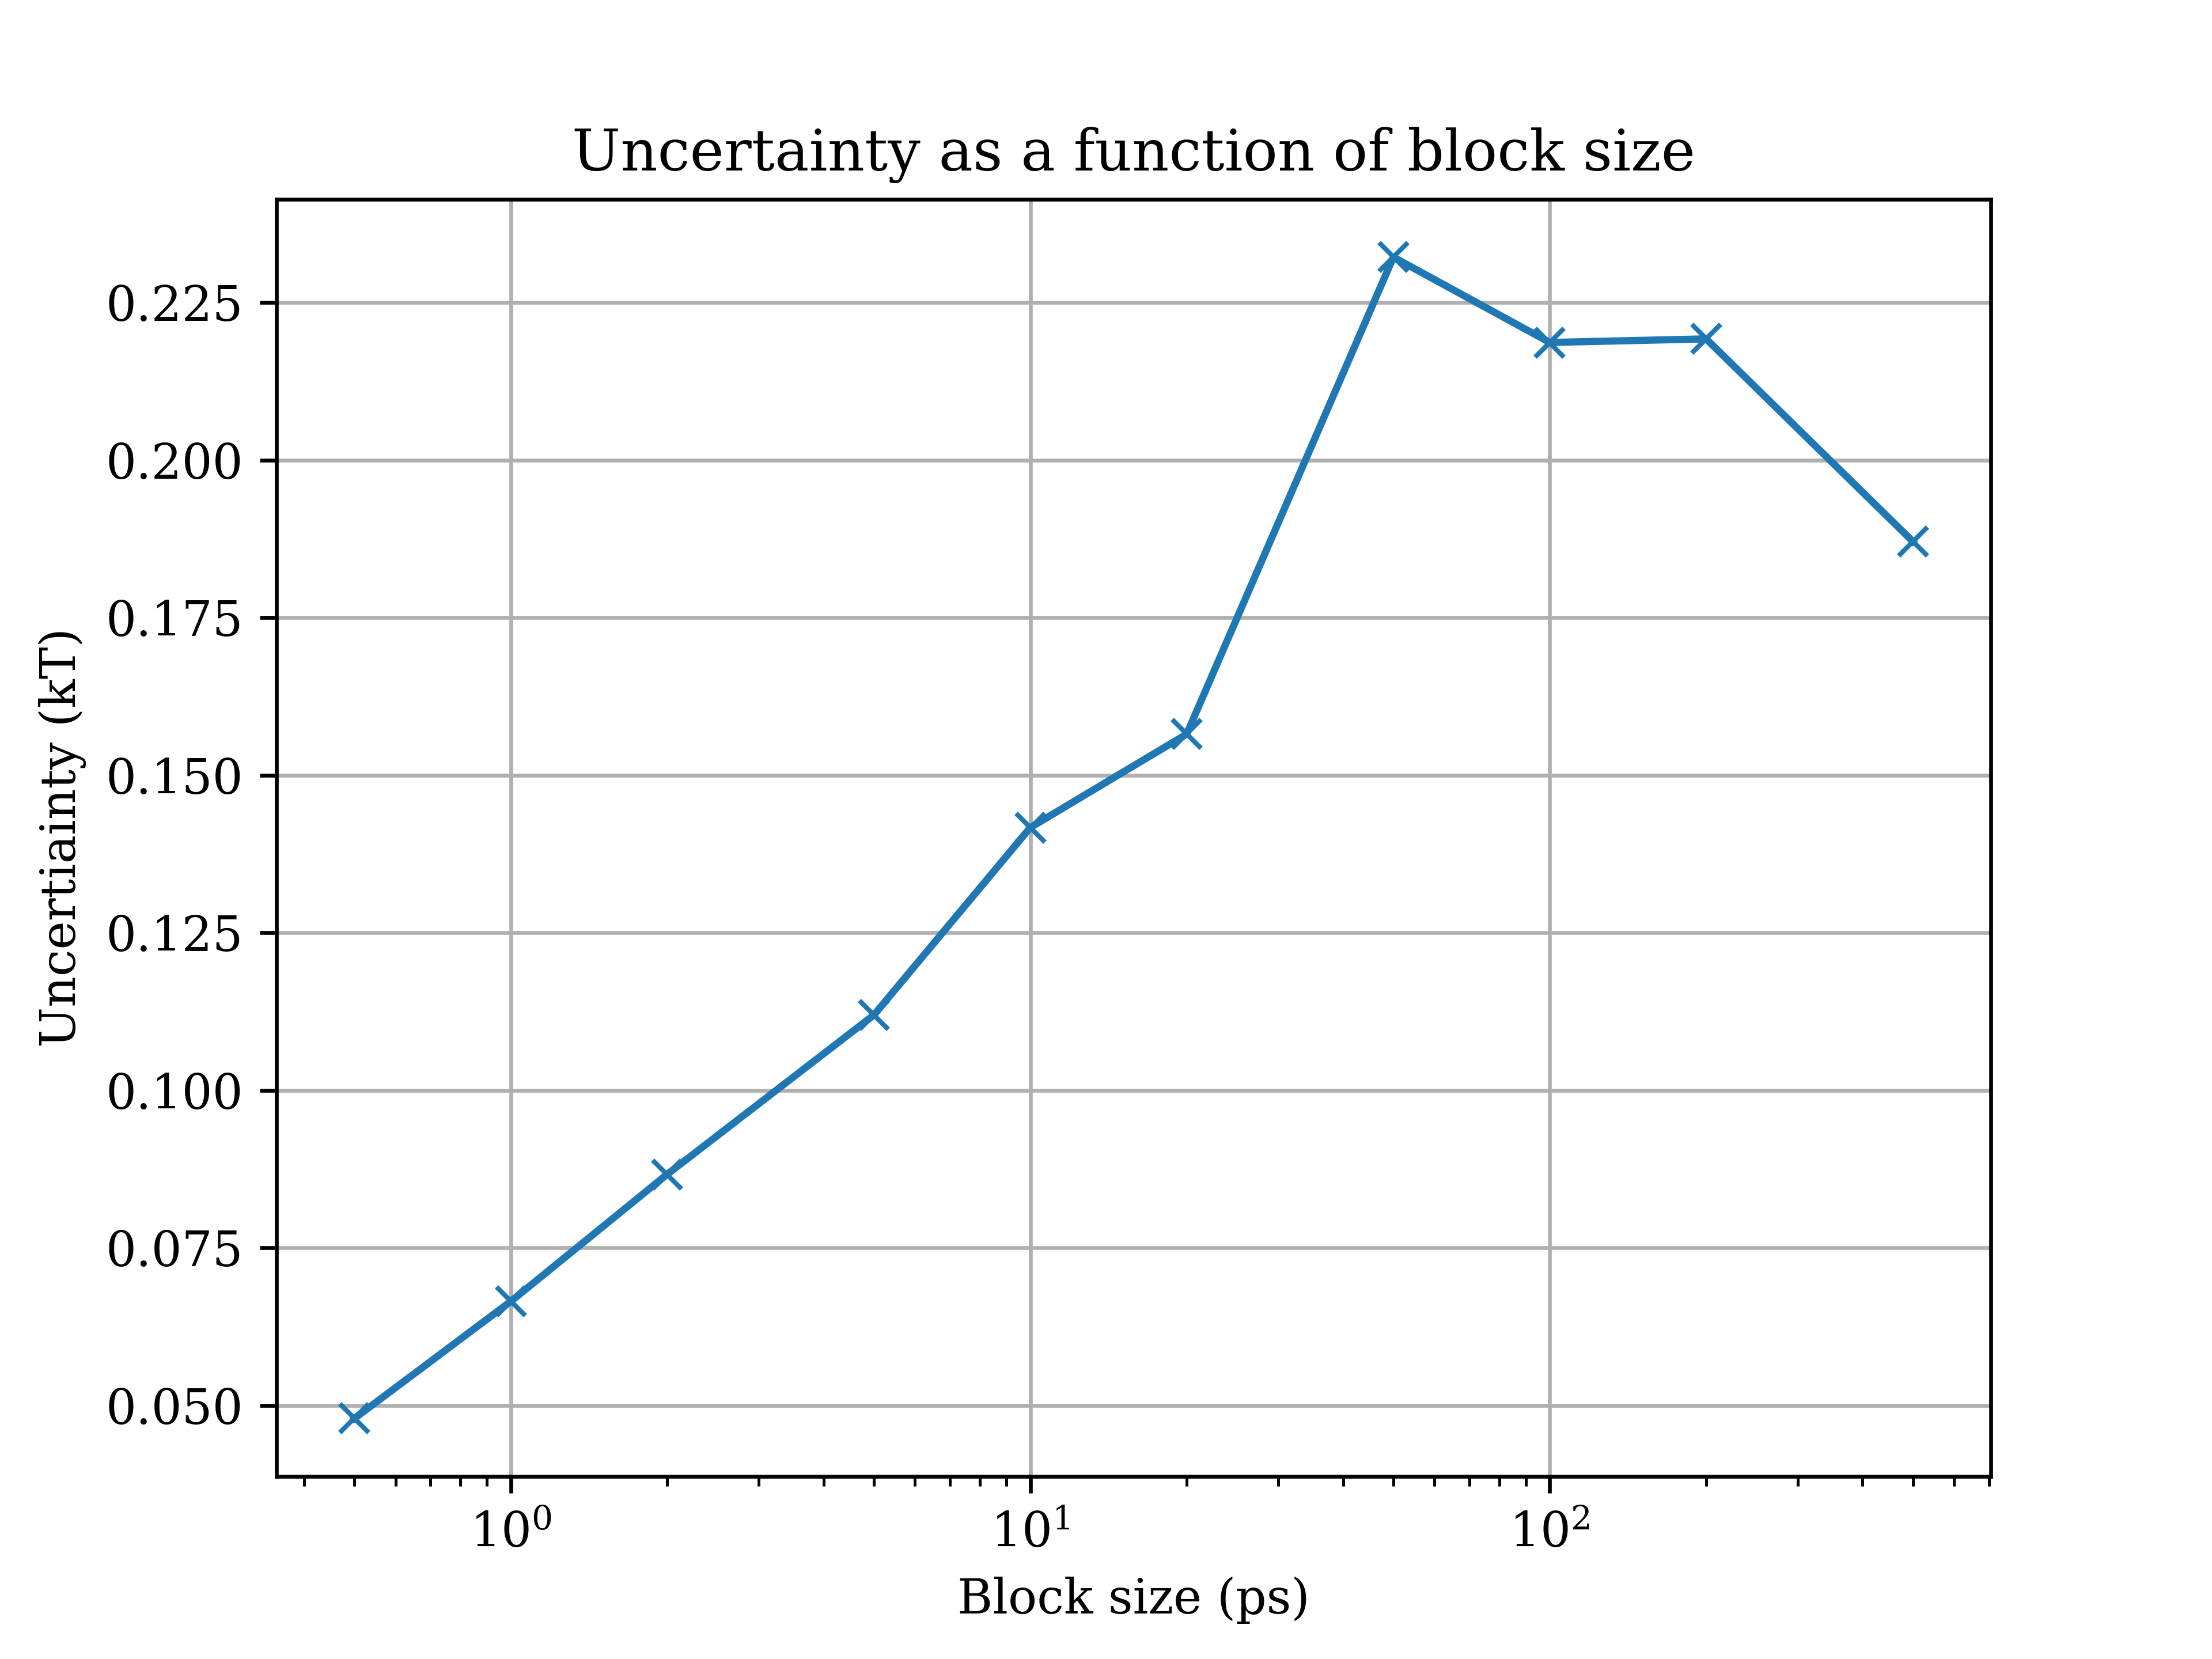 Uncertainty as a function of block size
0.225
0.200
0.175
0.150
0.125
0.100
0.075
0.050
Uncertiainty (kT)
10⁰ 10¹ 10²
Block size (ps)